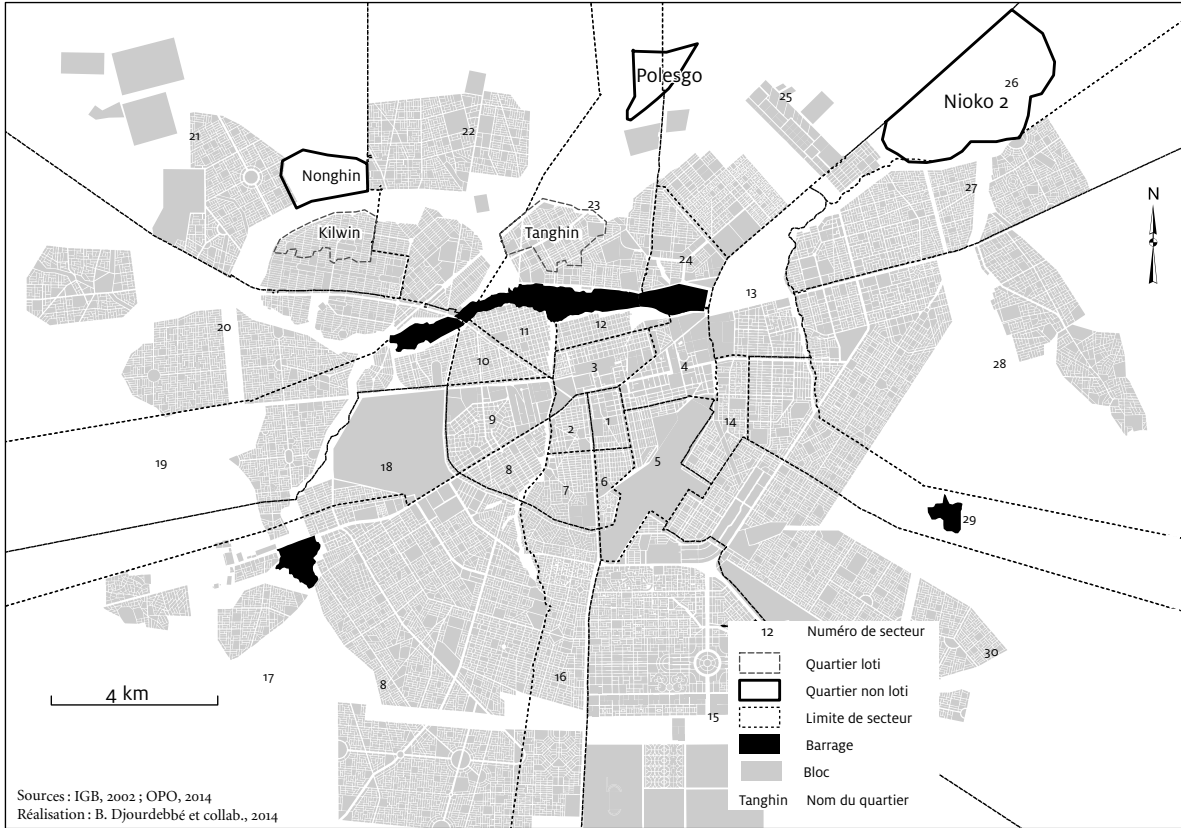 Polesgo
26
Nioko 2
25
22
21
Nonghin
27
N
23
Kilwin
Tanghin
24
13
20
11
12
10
3
4
28
9
2
1
14
19
18
8
5
7
6
29
30
17
8
16
15
4 km
12 Numéro de secteur
Quartier loti
Quartier non loti
Limite de secteur
Barrage
Bloc
Tanghin Nom du quartier
Sources : IGB, 2002 ; OPO, 2014
Réalisation : B. Djourdebbé et collab., 2014